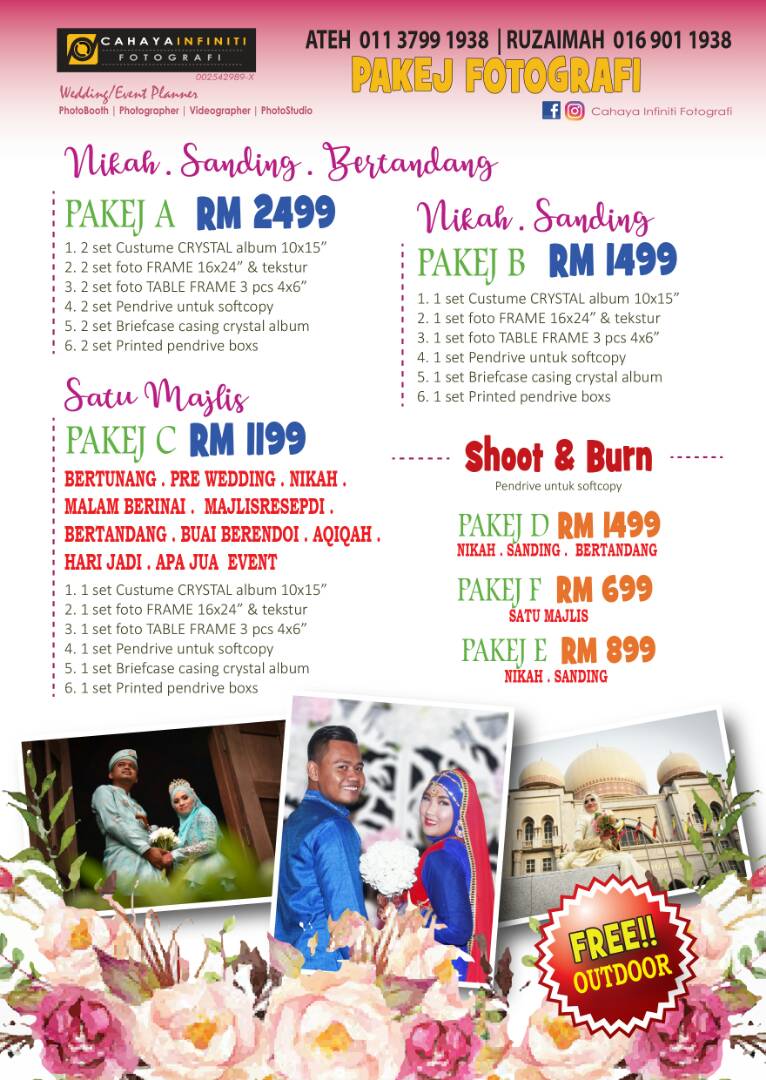 CAHAYAINFINITI
FOTOGRAFI
002542989-X
Wedding/Event Planner
PhotoBooth | Photographer | Videographer | PhotoStudio
ATEH 011 3799 1938 | RUZAIMAH 016 901 1938
PAKEJ FOTOGRAFI
Cahaya Infiniti Fotografi
Nikah . Sanding . Bertandang
PAKEJ A RM 2499
1. 2 set Custume CRYSTAL album 10x15”
2. 2 set foto FRAME 16x24” & tekstur
3. 2 set foto TABLE FRAME 3 pcs 4x6”
4. 2 set Pendrive untuk softcopy
5. 2 set Briefcase casing crystal album
6. 2 set Printed pendrive boxs
Nikah . Sanding
PAKEJ B RM 1499
1. 1 set Custume CRYSTAL album 10x15”
2. 1 set foto FRAME 16x24” & tekstur
3. 1 set foto TABLE FRAME 3 pcs 4x6”
4. 1 set Pendrive untuk softcopy
5. 1 set Briefcase casing crystal album
6. 1 set Printed pendrive boxs
Satu Majlis
PAKEJ C RM 1199
BERTUNANG . PRE WEDDING . NIKAH .
MALAM BERINAI . MAJLISRESEPDI .
BERTANDANG . BUAI BERENDOI . AQIQAH .
HARI JADI . APA JUA EVENT
1. 1 set Custume CRYSTAL album 10x15”
2. 1 set foto FRAME 16x24” & tekstur
3. 1 set foto TABLE FRAME 3 pcs 4x6”
4. 1 set Pendrive untuk softcopy
5. 1 set Briefcase casing crystal album
6. 1 set Printed pendrive boxs
Shoot & Burn
Pendrive untuk softcopy
PAKEJ D RM 1499
NIKAH . SANDING . BERTANDANG
PAKEJ F RM 699
SATU MAJLIS
PAKEJ E RM 899
NIKAH . SANDING
FREE!!
OUTDOOR